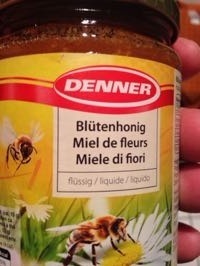 DENNER
Blütenhonig
Miel de fleurs
Miele di fiori
flüssig / liquide / liquido